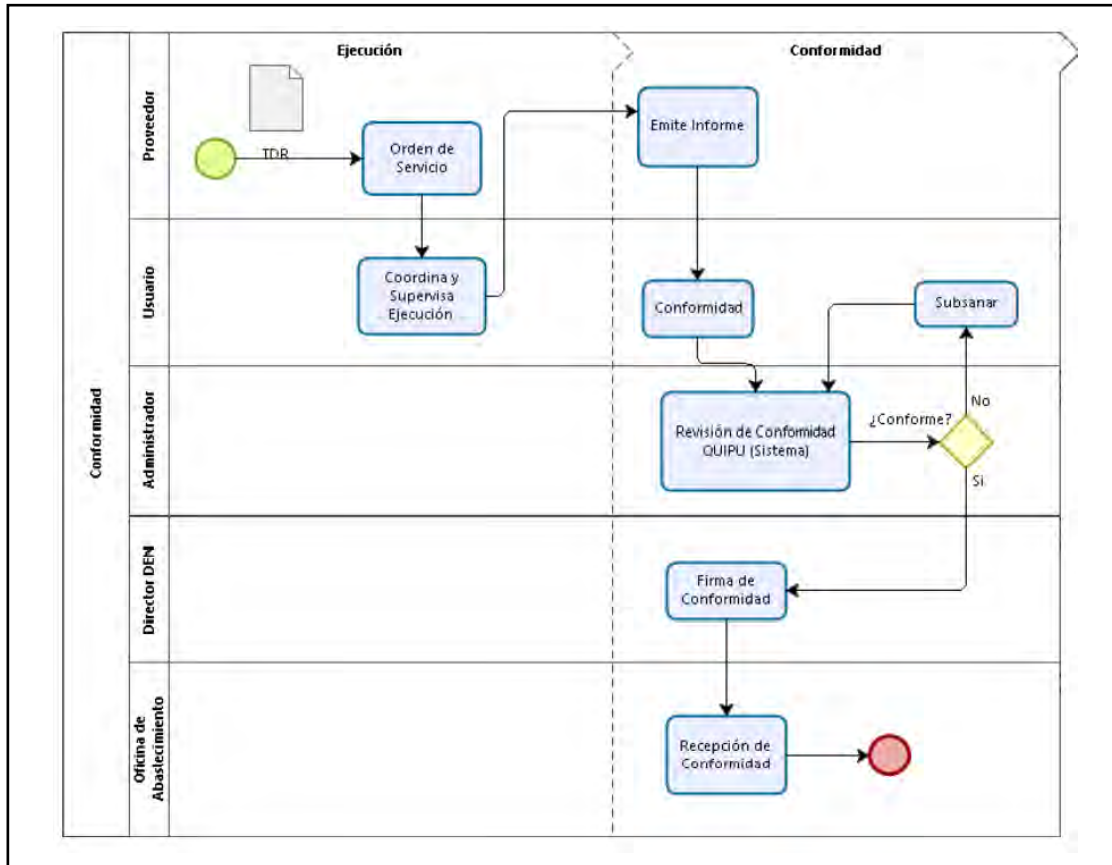 Ejecución
Conformidad
Conformidad
Proveedor
TDR
Orden de
Servicio
Emite Informe
Usuario
Coordina y
Supervisa
Ejecución
Conformidad
Subsanar
Administrador
Revisión de Conformidad
QUIPU (Sistema)
¿Conforme?
No
Si
Director DEN
Firma de
Conformidad
Oficina de
Abaslecimiento
Recepción de
Conformidad